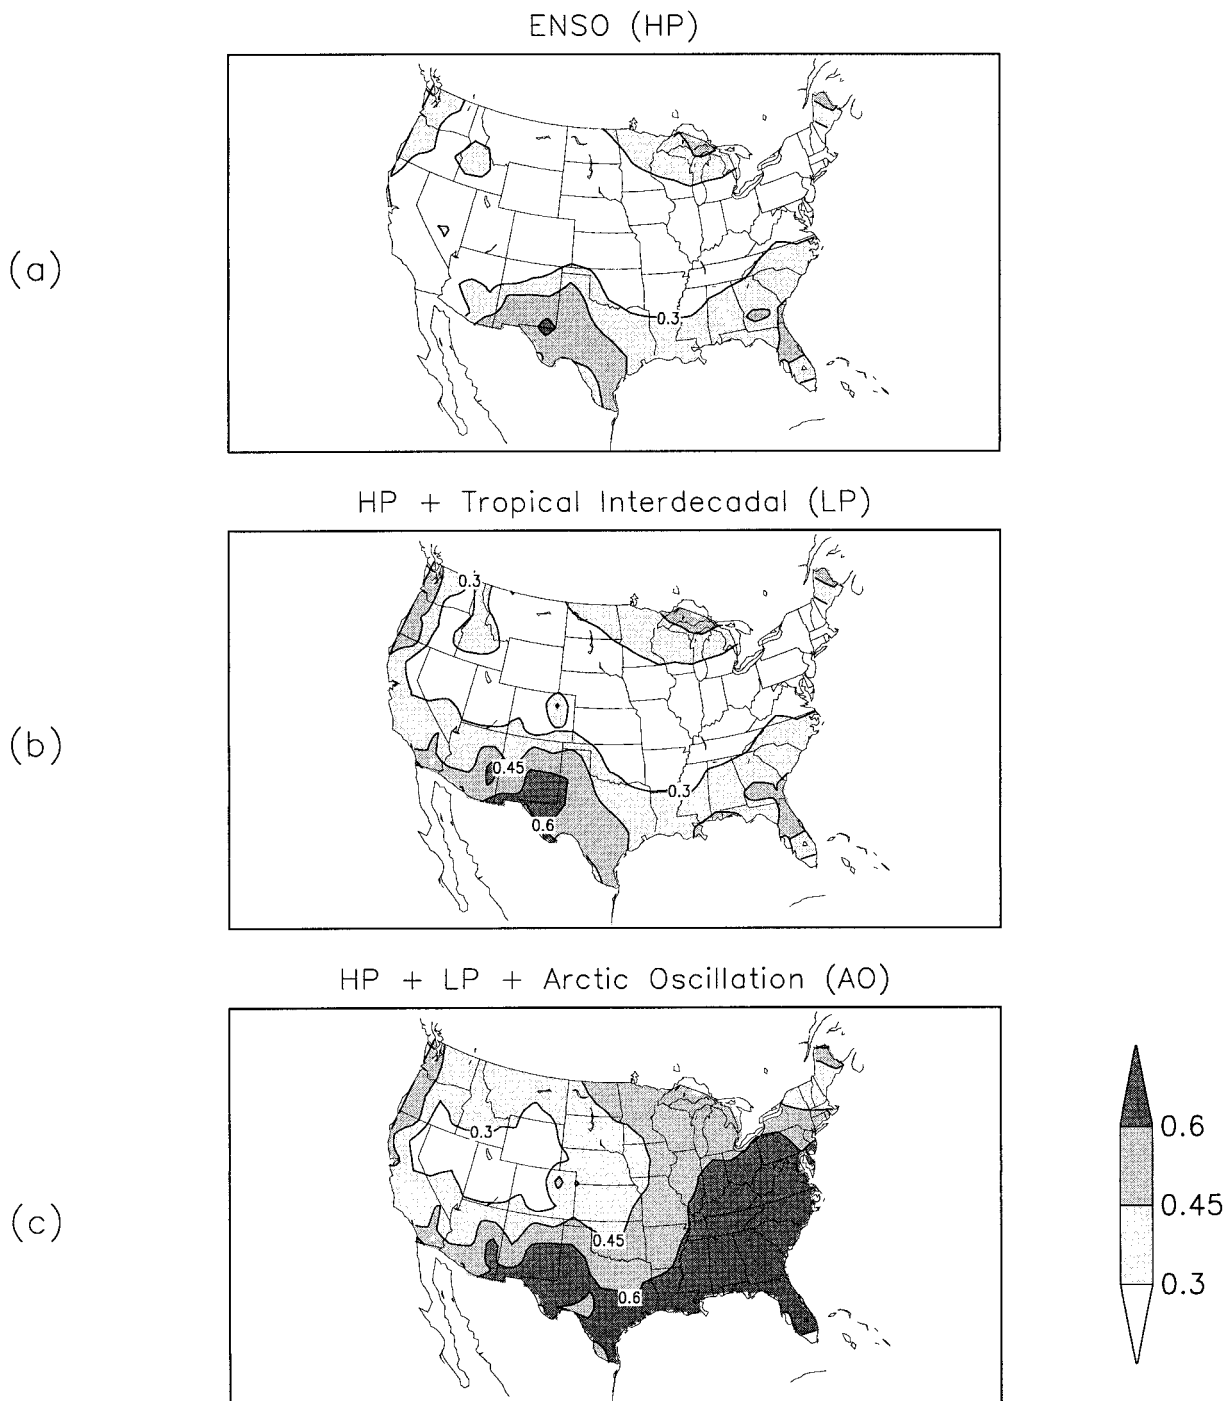 ENSO (HP)
(a)
0.3
HP + Tropical Interdecadal (LP)
(b)
0.3
0.45
0.3
0.6
HP + LP + Arctic Oscillation (AO)
(c)
0.3
0.45
0.6
0.6
0.45
0.3